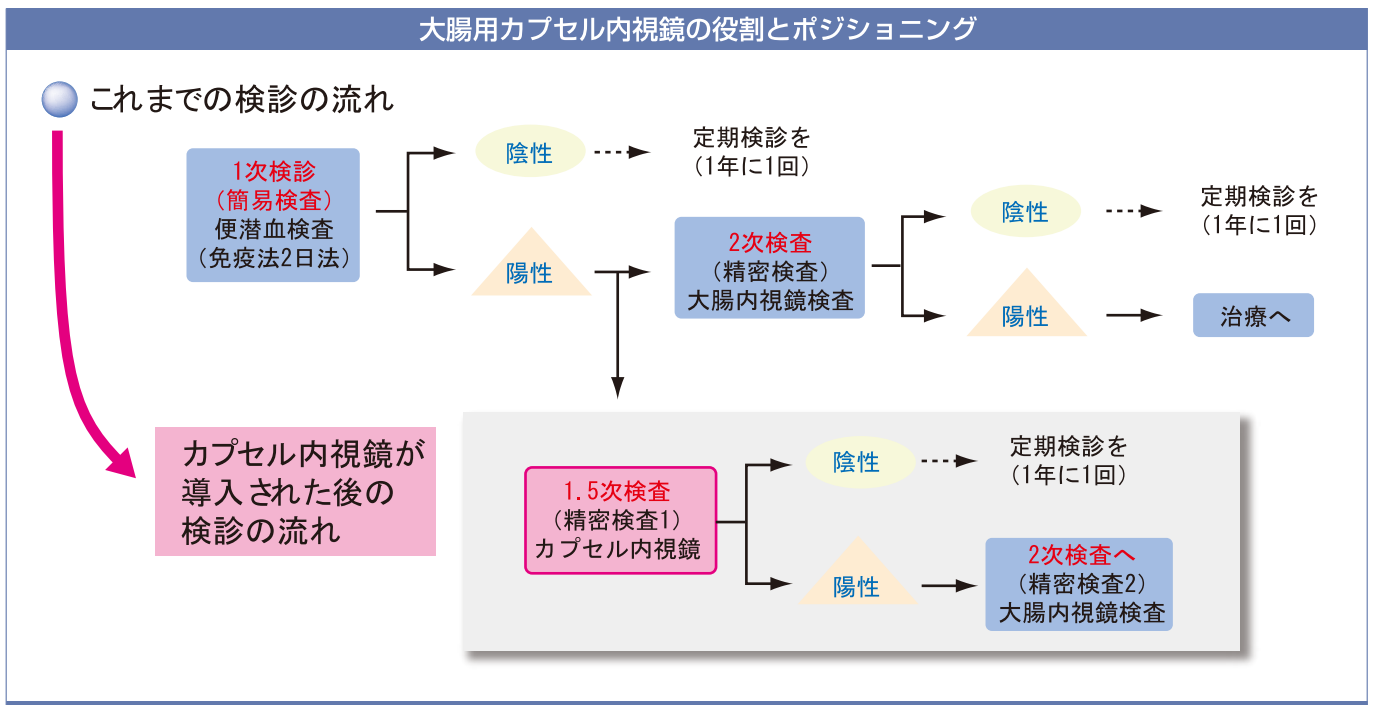 大腸用カプセル内視鏡の役割とポジショニング
これまでの検診の流れ
1次検診
(簡易検査)
便潜血検査
(免疫法2日法)
陰性
定期検診を
(1年に1回)
陽性
2次検査
(精密検査)
大腸内視鏡検査
陰性
定期検診を
(1年に1回)
陽性
治療へ
カプセル内視鏡が
導入された後の
検診の流れ
1.5次検査
(精密検査1)
カプセル内視鏡
陰性
定期検診を
(1年に1回)
陽性
2次検査へ
(精密検査2)
大腸内視鏡検査